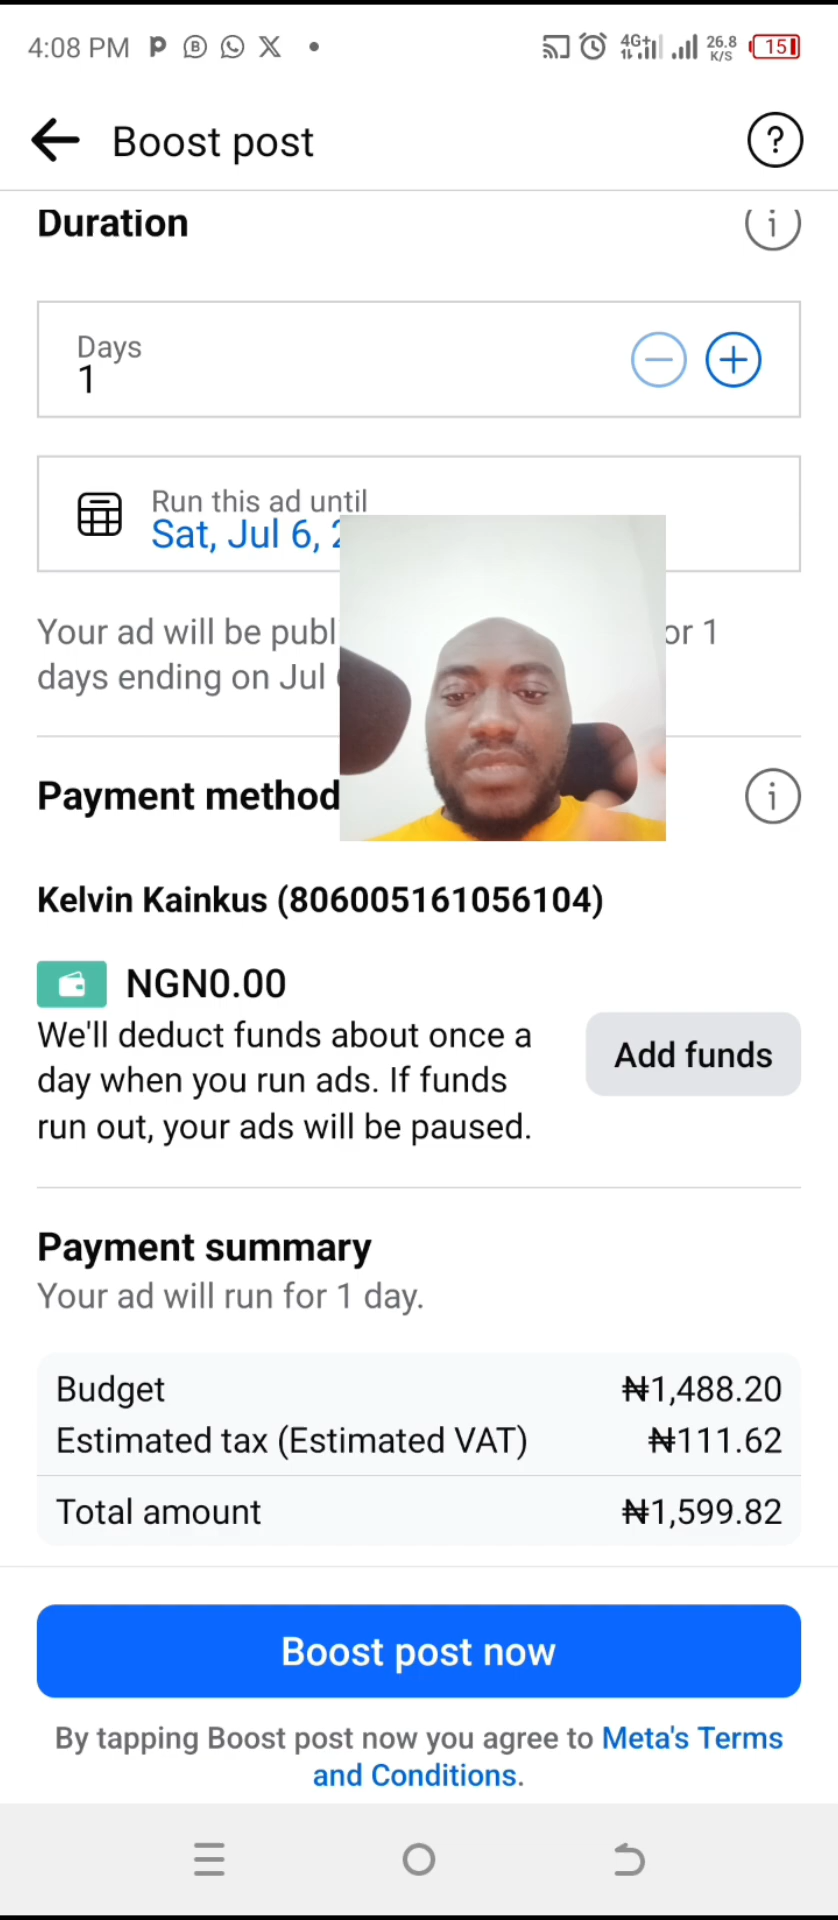 4:08 PM P B X 4G+ 26.8 K/S 15
Boost post ?
Duration i
Days
1
Run this ad until
Sat, Jul 6,
Your ad will be publ or 1
days ending on Jul
Payment method i
Kelvin Kainkus (806005161056104)
NGN0.00
We'll deduct funds about once a
day when you run ads. If funds
run out, your ads will be paused.
Add funds
Payment summary
Your ad will run for 1 day.
Budget ₦1,488.20
Estimated tax (Estimated VAT) ₦111.62
Total amount ₦1,599.82
Boost post now
By tapping Boost post now you agree to Meta's Terms
and Conditions.